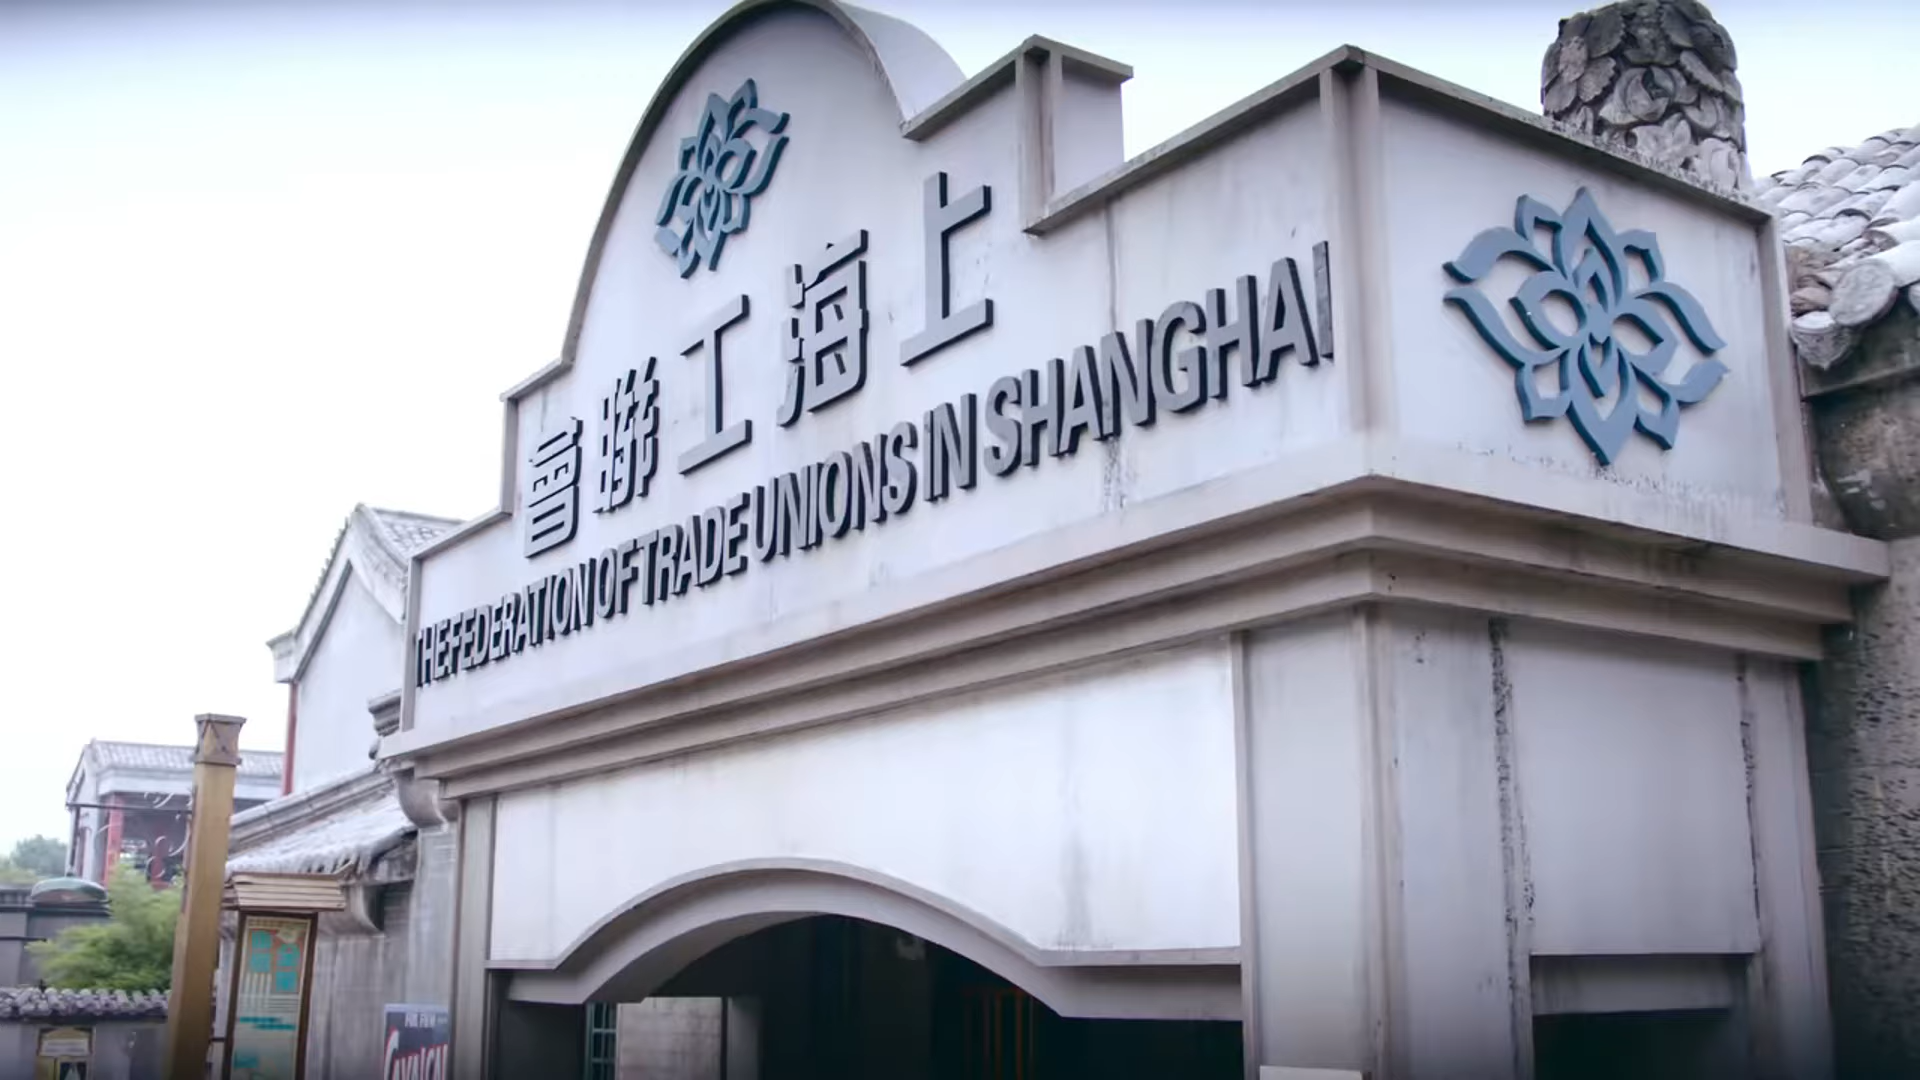 上海工聯會
THE FEDERATION OF TRADE UNIONS IN SHANGHAI